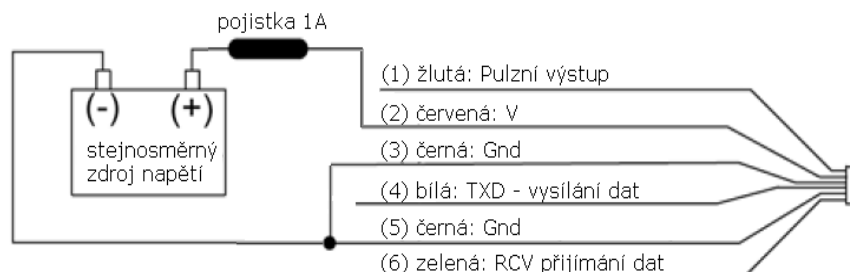 pojistka 1A
(-) (+)
stejnosměrný
zdroj napětí
(1) žlutá: Pulzní výstup
(2) červená: V
(3) černá: Gnd
(4) bílá: TXD - vysílání dat
(5) černá: Gnd
(6) zelená: RCV přijímání dat